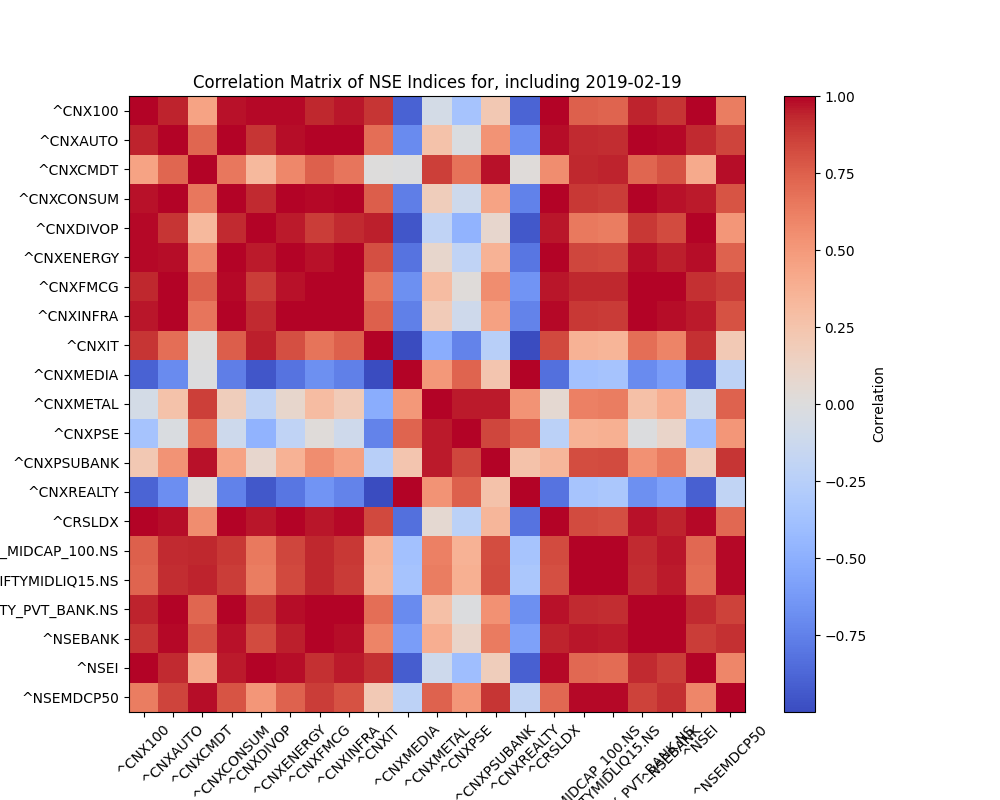 Correlation Matrix of NSE Indices for, including 2019-02-19
^CNX100
^CNXAUTO
^CNXCMDT
^CNXCONSUM
^CNXDIVOP
^CNXENERGY
^CNXFMCG
^CNXINFRA
^CNXIT
^CNXMEDIA
^CNXMETAL
^CNXPSE
^CNXPSUBANK
^CNXREALTY
^CRSLDX
_MIDCAP_100.NS
IFTYMIDLIQ15.NS
TY_PVT_BANK.NS
^NSEBANK
^NSEI
^NSEMDCP50
^CNX100
^CNXAUTO
^CNXCMDT
^CNXCONSUM
^CNXDIVOP
^CNXENERGY
^CNXFMCG
^CNXINFRA
^CNXIT
^CNXMEDIA
^CNXMETAL
^CNXPSE
^CNXPSUBANK
^CNXREALTY
^CRSLDX
MIDCAP_100.NS
TYMIDLIQ15.NS
_PVT_BANK.NS
^NSEBANK
^NSEI
^NSEMDCP50
1.00
0.75
0.50
0.25
0.00
−0.25
−0.50
−0.75
Correlation